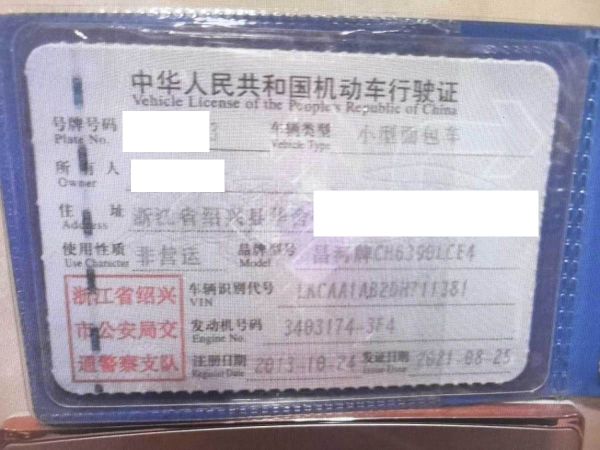 中华人民共和国机动车行驶证
Vehicle License of the People's Republic of China
号牌号码 3 车辆类型 小型面包车
Plate No. Vehicle Type
所有人
Owner
住址 浙江省绍兴县华舍
Address
使用性质 非营运 品牌型号 昌河牌CH6390LCE4
Use Character Model
浙江省绍兴 车辆识别代号 LKCAA1AB2DH711381
VIN
市公安局交 发动机号码 3403174-3F4
Engine No.
通警察支队 注册日期 2013-10-24 发证日期 2021-08-25
Register Date Issue Date